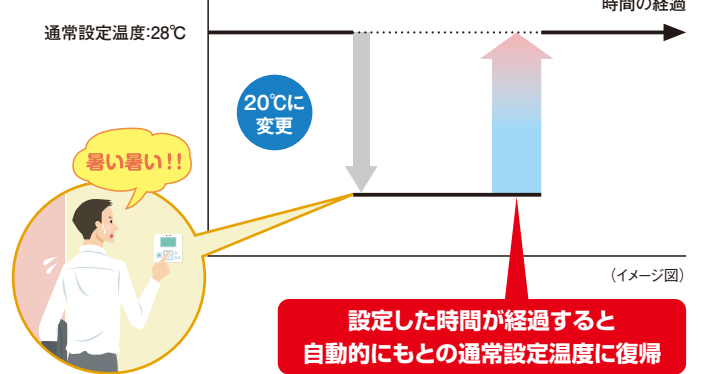 時間の経過
通常設定温度:28℃
20℃に
変更
暑い暑い!!
(イメージ図)
設定した時間が経過すると
自動的にもとの通常設定温度に復帰